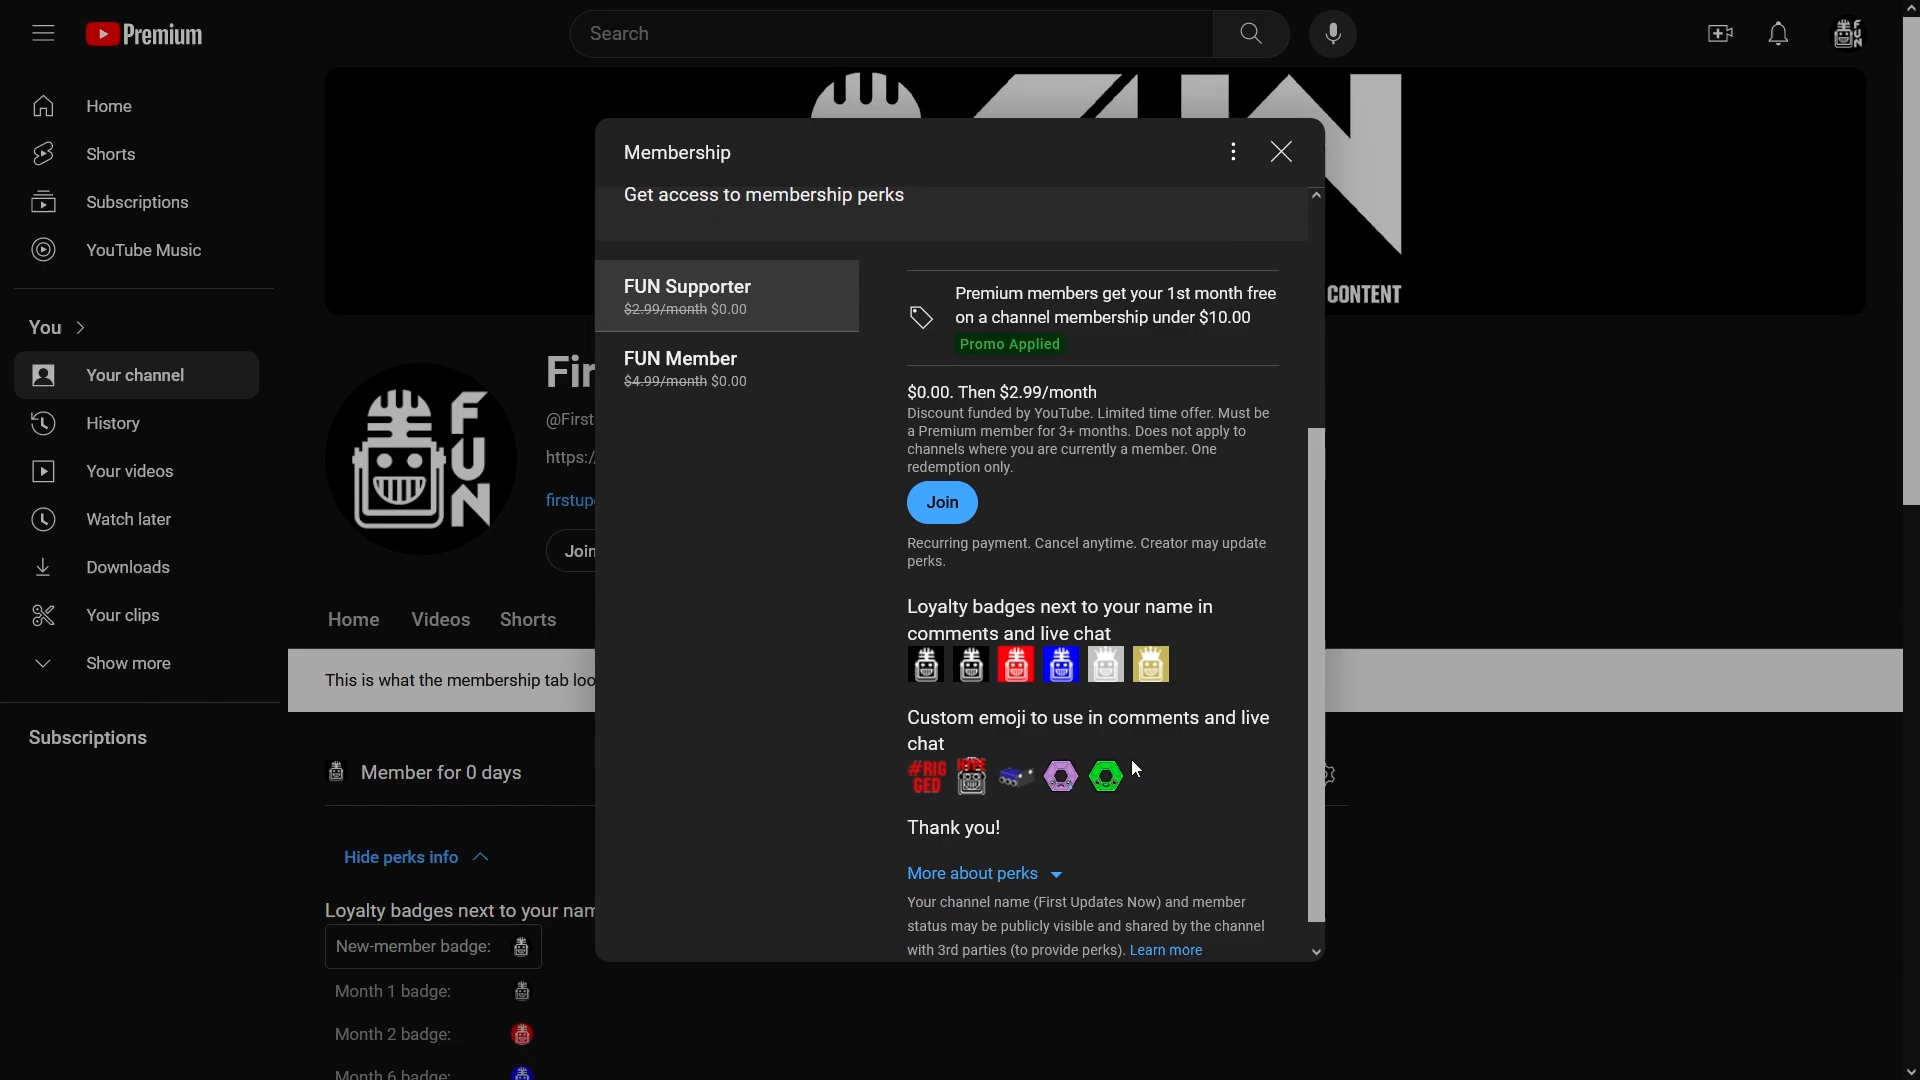 Premium
Search
FUN
Home
Shorts
Subscriptions
YouTube Music
CONTENT
You
Your channel
History
Your videos
Watch later
Downloads
Your clips
Show more
Subscriptions
FUN
Fir
@First
https:/
firstup
Join
Home Videos Shorts
This is what the membership tab loo
Member for 0 days
Hide perks info
Loyalty badges next to your nam
New-member badge:
Month 1 badge:
Month 2 badge:
Month 6 badge:
Membership
Get access to membership perks
FUN Supporter
$2.99/month $0.00
FUN Member
$4.99/month $0.00
Premium members get your 1st month free
on a channel membership under $10.00
Promo Applied
$0.00. Then $2.99/month
Discount funded by YouTube. Limited time offer. Must be
a Premium member for 3+ months. Does not apply to
channels where you are currently a member. One
redemption only.
Join
Recurring payment. Cancel anytime. Creator may update
perks.
Loyalty badges next to your name in
comments and live chat
Custom emoji to use in comments and live
chat
#RIG
GED
HYPE
Thank you!
More about perks
Your channel name (First Updates Now) and member
status may be publicly visible and shared by the channel
with 3rd parties (to provide perks). Learn more